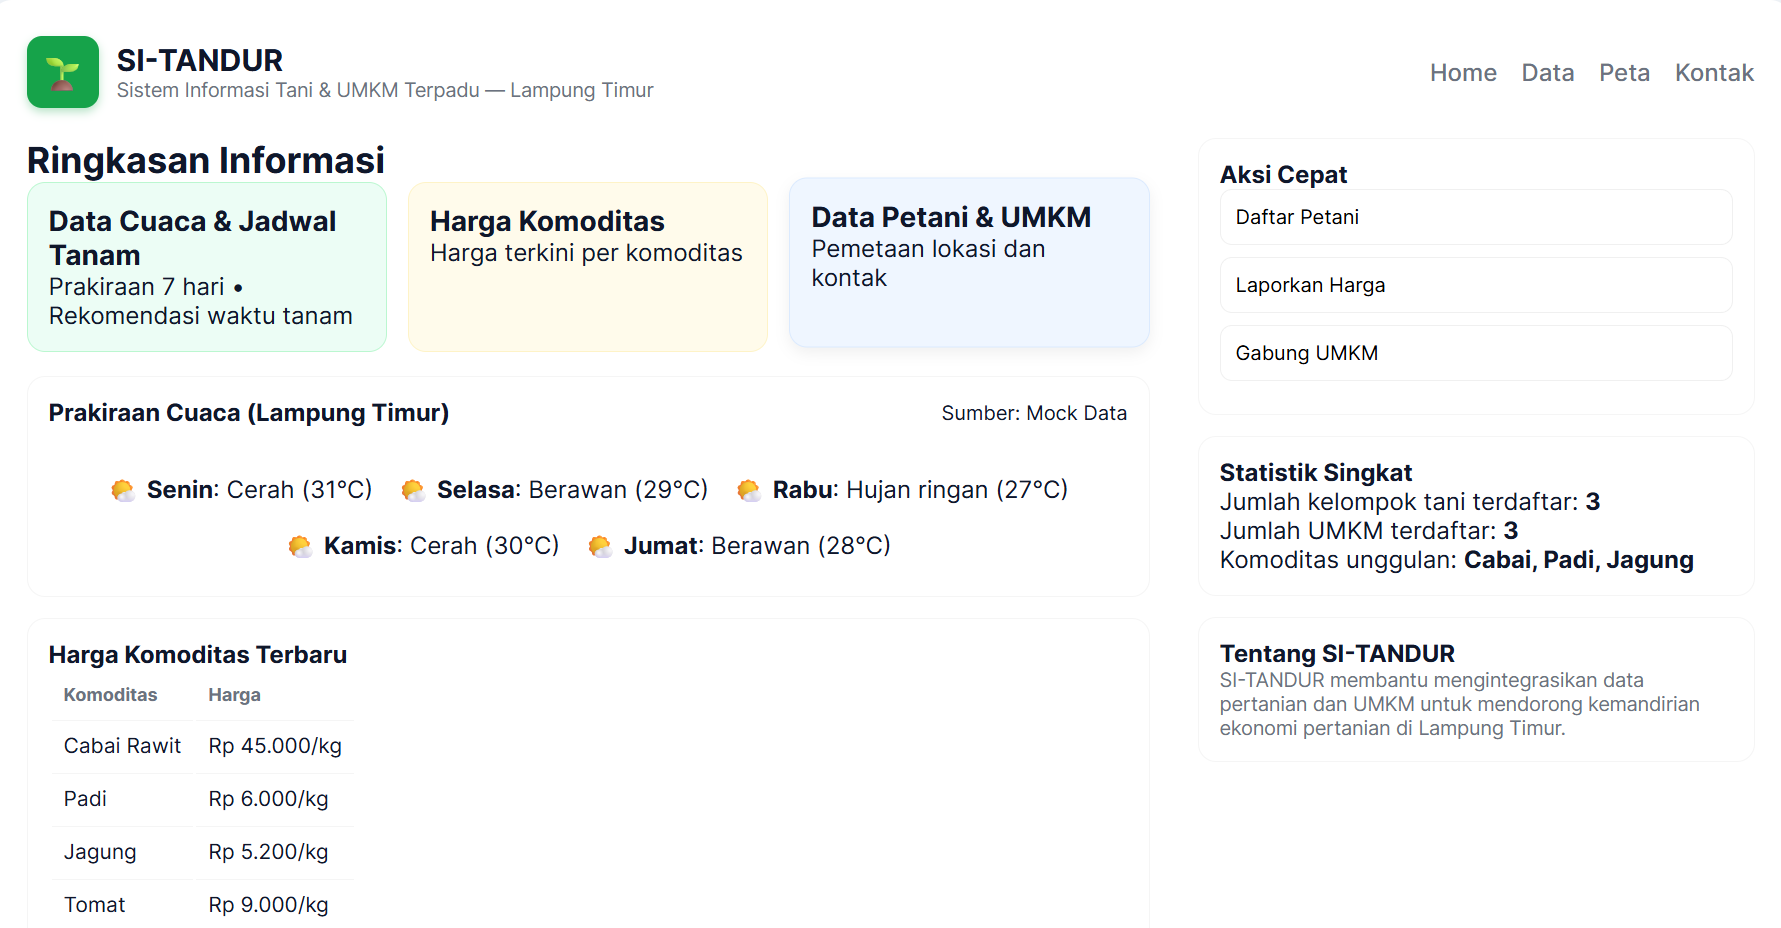 SI-TANDUR
Sistem Informasi Tani & UMKM Terpadu — Lampung Timur
Home Data Peta Kontak
Ringkasan Informasi
Data Cuaca & Jadwal
Tanam
Prakiraan 7 hari •
Rekomendasi waktu tanam
Harga Komoditas
Harga terkini per komoditas
Data Petani & UMKM
Pemetaan lokasi dan
kontak
Prakiraan Cuaca (Lampung Timur)
Sumber: Mock Data
Senin: Cerah (31°C) Selasa: Berawan (29°C) Rabu: Hujan ringan (27°C)
Kamis: Cerah (30°C) Jumat: Berawan (28°C)
Harga Komoditas Terbaru
Komoditas Harga
Cabai Rawit Rp 45.000/kg
Padi Rp 6.000/kg
Jagung Rp 5.200/kg
Tomat Rp 9.000/kg
Aksi Cepat
Daftar Petani
Laporkan Harga
Gabung UMKM
Statistik Singkat
Jumlah kelompok tani terdaftar: 3
Jumlah UMKM terdaftar: 3
Komoditas unggulan: Cabai, Padi, Jagung
Tentang SI-TANDUR
SI-TANDUR membantu mengintegrasikan data
pertanian dan UMKM untuk mendorong kemandirian
ekonomi pertanian di Lampung Timur.